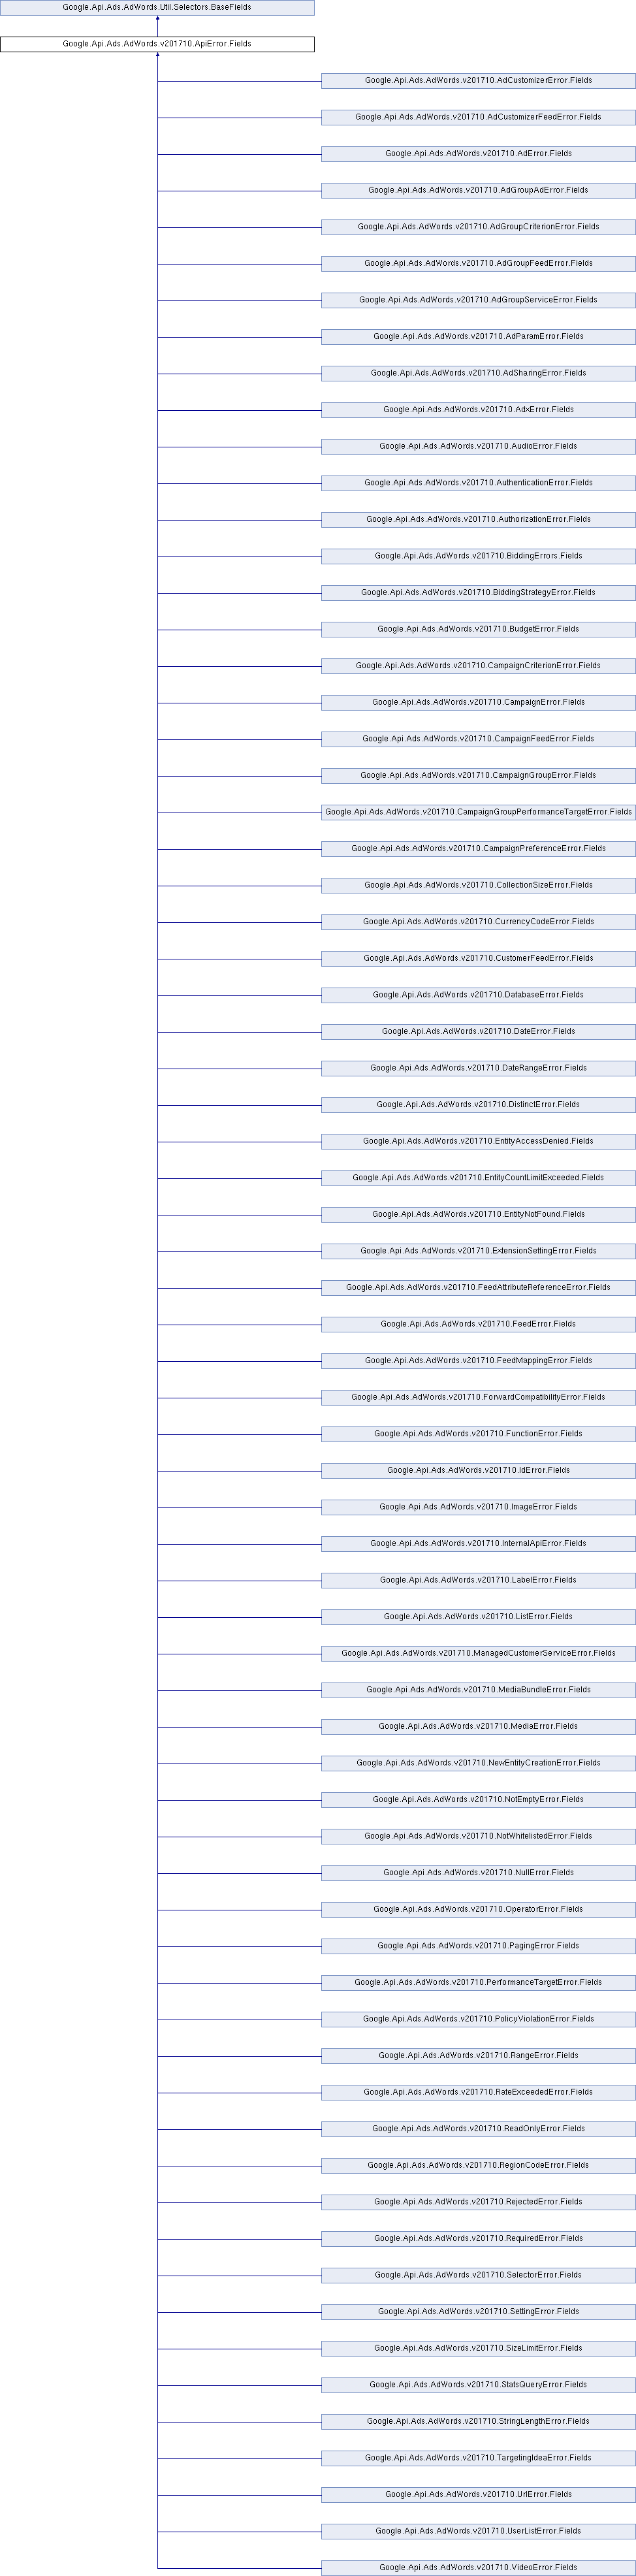 Google.Api.Ads.AdWords.Util.Selectors.BaseFields
Google.Api.Ads.AdWords.v201710.ApiError.Fields
Google.Api.Ads.AdWords.v201710.AdCustomizerError.Fields
Google.Api.Ads.AdWords.v201710.AdCustomizerFeedError.Fields
Google.Api.Ads.AdWords.v201710.AdError.Fields
Google.Api.Ads.AdWords.v201710.AdGroupAdError.Fields
Google.Api.Ads.AdWords.v201710.AdGroupCriterionError.Fields
Google.Api.Ads.AdWords.v201710.AdGroupFeedError.Fields
Google.Api.Ads.AdWords.v201710.AdGroupServiceError.Fields
Google.Api.Ads.AdWords.v201710.AdParamError.Fields
Google.Api.Ads.AdWords.v201710.AdSharingError.Fields
Google.Api.Ads.AdWords.v201710.AdxError.Fields
Google.Api.Ads.AdWords.v201710.AudioError.Fields
Google.Api.Ads.AdWords.v201710.AuthenticationError.Fields
Google.Api.Ads.AdWords.v201710.AuthorizationError.Fields
Google.Api.Ads.AdWords.v201710.BiddingErrors.Fields
Google.Api.Ads.AdWords.v201710.BiddingStrategyError.Fields
Google.Api.Ads.AdWords.v201710.BudgetError.Fields
Google.Api.Ads.AdWords.v201710.CampaignCriterionError.Fields
Google.Api.Ads.AdWords.v201710.CampaignError.Fields
Google.Api.Ads.AdWords.v201710.CampaignFeedError.Fields
Google.Api.Ads.AdWords.v201710.CampaignGroupError.Fields
Google.Api.Ads.AdWords.v201710.CampaignGroupPerformanceTargetError.Fields
Google.Api.Ads.AdWords.v201710.CampaignPreferenceError.Fields
Google.Api.Ads.AdWords.v201710.CollectionSizeError.Fields
Google.Api.Ads.AdWords.v201710.CurrencyCodeError.Fields
Google.Api.Ads.AdWords.v201710.CustomerFeedError.Fields
Google.Api.Ads.AdWords.v201710.DatabaseError.Fields
Google.Api.Ads.AdWords.v201710.DateError.Fields
Google.Api.Ads.AdWords.v201710.DateRangeError.Fields
Google.Api.Ads.AdWords.v201710.DistinctError.Fields
Google.Api.Ads.AdWords.v201710.EntityAccessDenied.Fields
Google.Api.Ads.AdWords.v201710.EntityCountLimitExceeded.Fields
Google.Api.Ads.AdWords.v201710.EntityNotFound.Fields
Google.Api.Ads.AdWords.v201710.ExtensionSettingError.Fields
Google.Api.Ads.AdWords.v201710.FeedAttributeReferenceError.Fields
Google.Api.Ads.AdWords.v201710.FeedError.Fields
Google.Api.Ads.AdWords.v201710.FeedMappingError.Fields
Google.Api.Ads.AdWords.v201710.ForwardCompatibilityError.Fields
Google.Api.Ads.AdWords.v201710.FunctionError.Fields
Google.Api.Ads.AdWords.v201710.IdError.Fields
Google.Api.Ads.AdWords.v201710.ImageError.Fields
Google.Api.Ads.AdWords.v201710.InternalApiError.Fields
Google.Api.Ads.AdWords.v201710.LabelError.Fields
Google.Api.Ads.AdWords.v201710.ListError.Fields
Google.Api.Ads.AdWords.v201710.ManagedCustomerServiceError.Fields
Google.Api.Ads.AdWords.v201710.MediaBundleError.Fields
Google.Api.Ads.AdWords.v201710.MediaError.Fields
Google.Api.Ads.AdWords.v201710.NewEntityCreationError.Fields
Google.Api.Ads.AdWords.v201710.NotEmptyError.Fields
Google.Api.Ads.AdWords.v201710.NotWhitelistedError.Fields
Google.Api.Ads.AdWords.v201710.NullError.Fields
Google.Api.Ads.AdWords.v201710.OperatorError.Fields
Google.Api.Ads.AdWords.v201710.PagingError.Fields
Google.Api.Ads.AdWords.v201710.PerformanceTargetError.Fields
Google.Api.Ads.AdWords.v201710.PolicyViolationError.Fields
Google.Api.Ads.AdWords.v201710.RangeError.Fields
Google.Api.Ads.AdWords.v201710.RateExceededError.Fields
Google.Api.Ads.AdWords.v201710.ReadOnlyError.Fields
Google.Api.Ads.AdWords.v201710.RegionCodeError.Fields
Google.Api.Ads.AdWords.v201710.RejectedError.Fields
Google.Api.Ads.AdWords.v201710.RequiredError.Fields
Google.Api.Ads.AdWords.v201710.SelectorError.Fields
Google.Api.Ads.AdWords.v201710.SettingError.Fields
Google.Api.Ads.AdWords.v201710.SizeLimitError.Fields
Google.Api.Ads.AdWords.v201710.StatsQueryError.Fields
Google.Api.Ads.AdWords.v201710.StringLengthError.Fields
Google.Api.Ads.AdWords.v201710.TargetingIdeaError.Fields
Google.Api.Ads.AdWords.v201710.UrlError.Fields
Google.Api.Ads.AdWords.v201710.UserListError.Fields
Google.Api.Ads.AdWords.v201710.VideoError.Fields